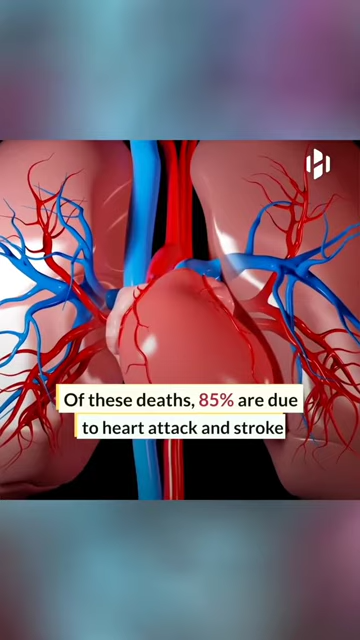 Of these deaths, 85% are due
to heart attack and stroke